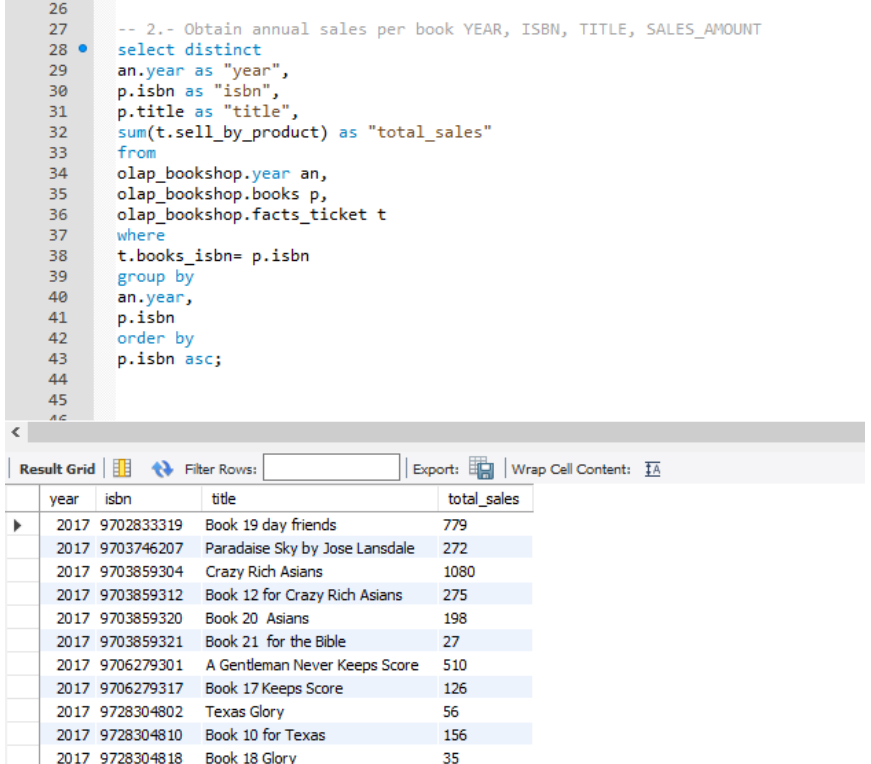 26
27 -- 2.- Obtain annual sales per book YEAR, ISBN, TITLE, SALES_AMOUNT
28 select distinct
29 an.year as "year",
30 p.isbn as "isbn",
31 p.title as "title",
32 sum(t.sell_by_product) as "total_sales"
33 from
34 olap_bookshop.year an,
35 olap_bookshop.books p,
36 olap_bookshop.facts_ticket t
37 where
38 t.books_isbn= p.isbn
39 group by
40 an.year,
41 p.isbn
42 order by
43 p.isbn asc;
44
45
46
Result Grid Filter Rows: Export: Wrap Cell Content: IA
year isbn title total_sales
2017 9702833319 Book 19 day friends 779
2017 9703746207 Paradaise Sky by Jose Lansdale 272
2017 9703859304 Crazy Rich Asians 1080
2017 9703859312 Book 12 for Crazy Rich Asians 275
2017 9703859320 Book 20 Asians 198
2017 9703859321 Book 21 for the Bible 27
2017 9706279301 A Gentleman Never Keeps Score 510
2017 9706279317 Book 17 Keeps Score 126
2017 9728304802 Texas Glory 56
2017 9728304810 Book 10 for Texas 156
2017 9728304818 Book 18 Glory 35